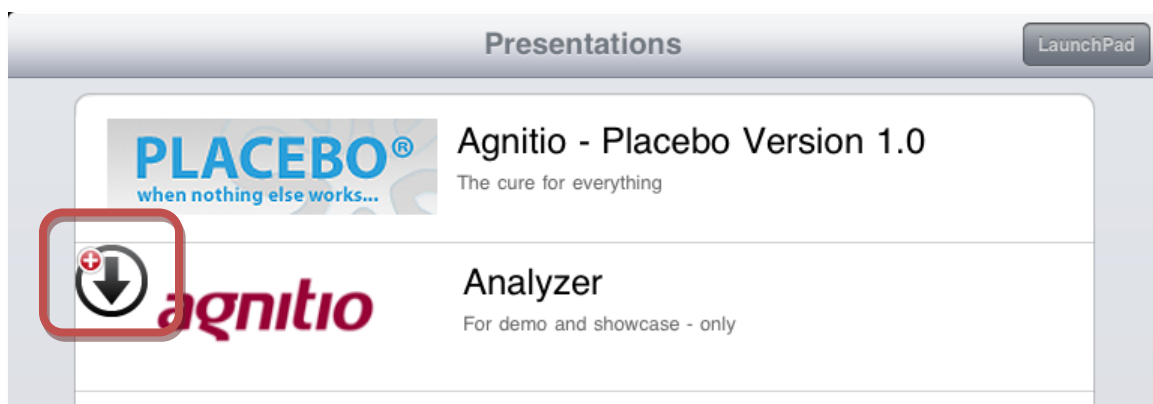 Presentations
LaunchPad
PLACEBO®
when nothing else works...
Agnitio - Placebo Version 1.0
The cure for everything
agnitio
Analyzer
For demo and showcase - only